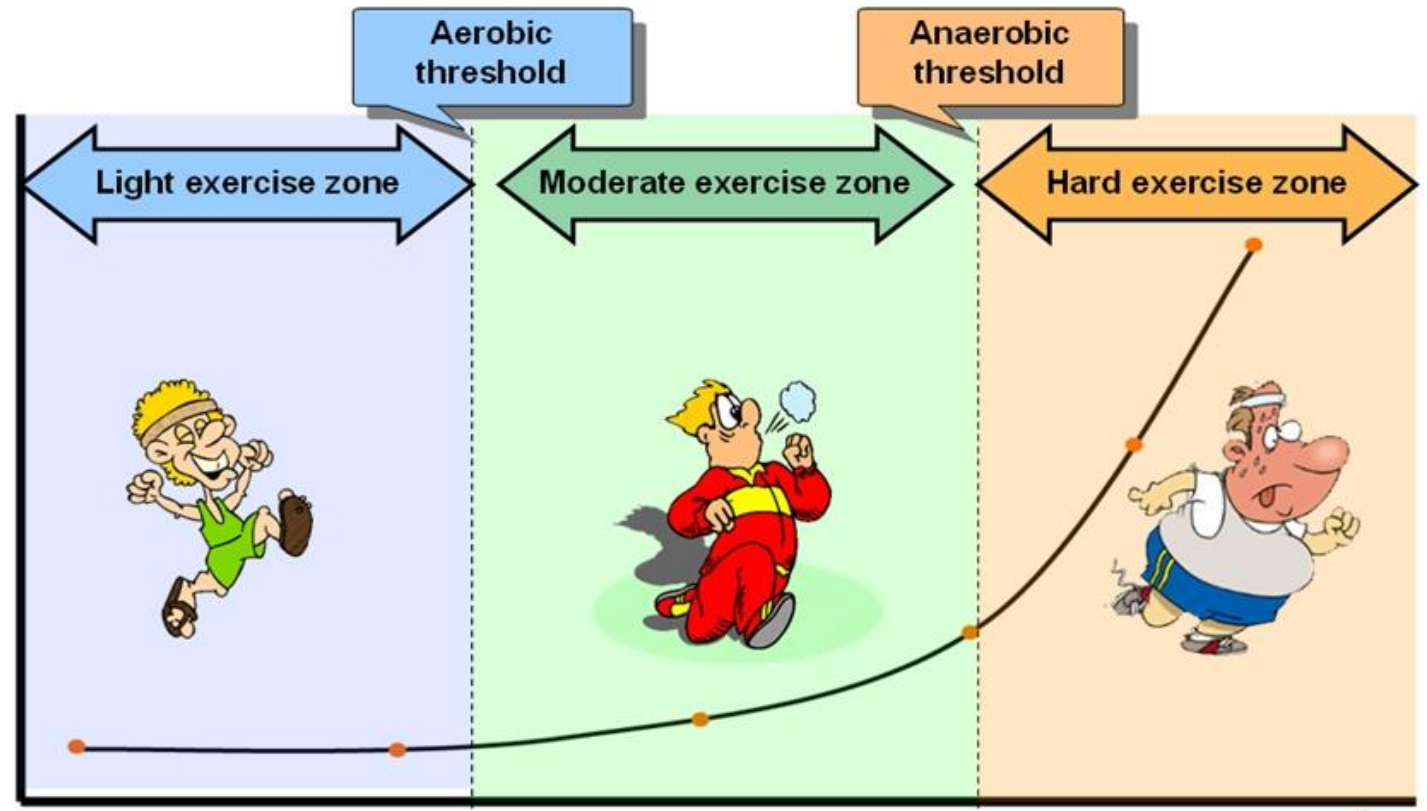 Aerobic
threshold
Anaerobic
threshold
Light exercise zone
Moderate exercise zone
Hard exercise zone